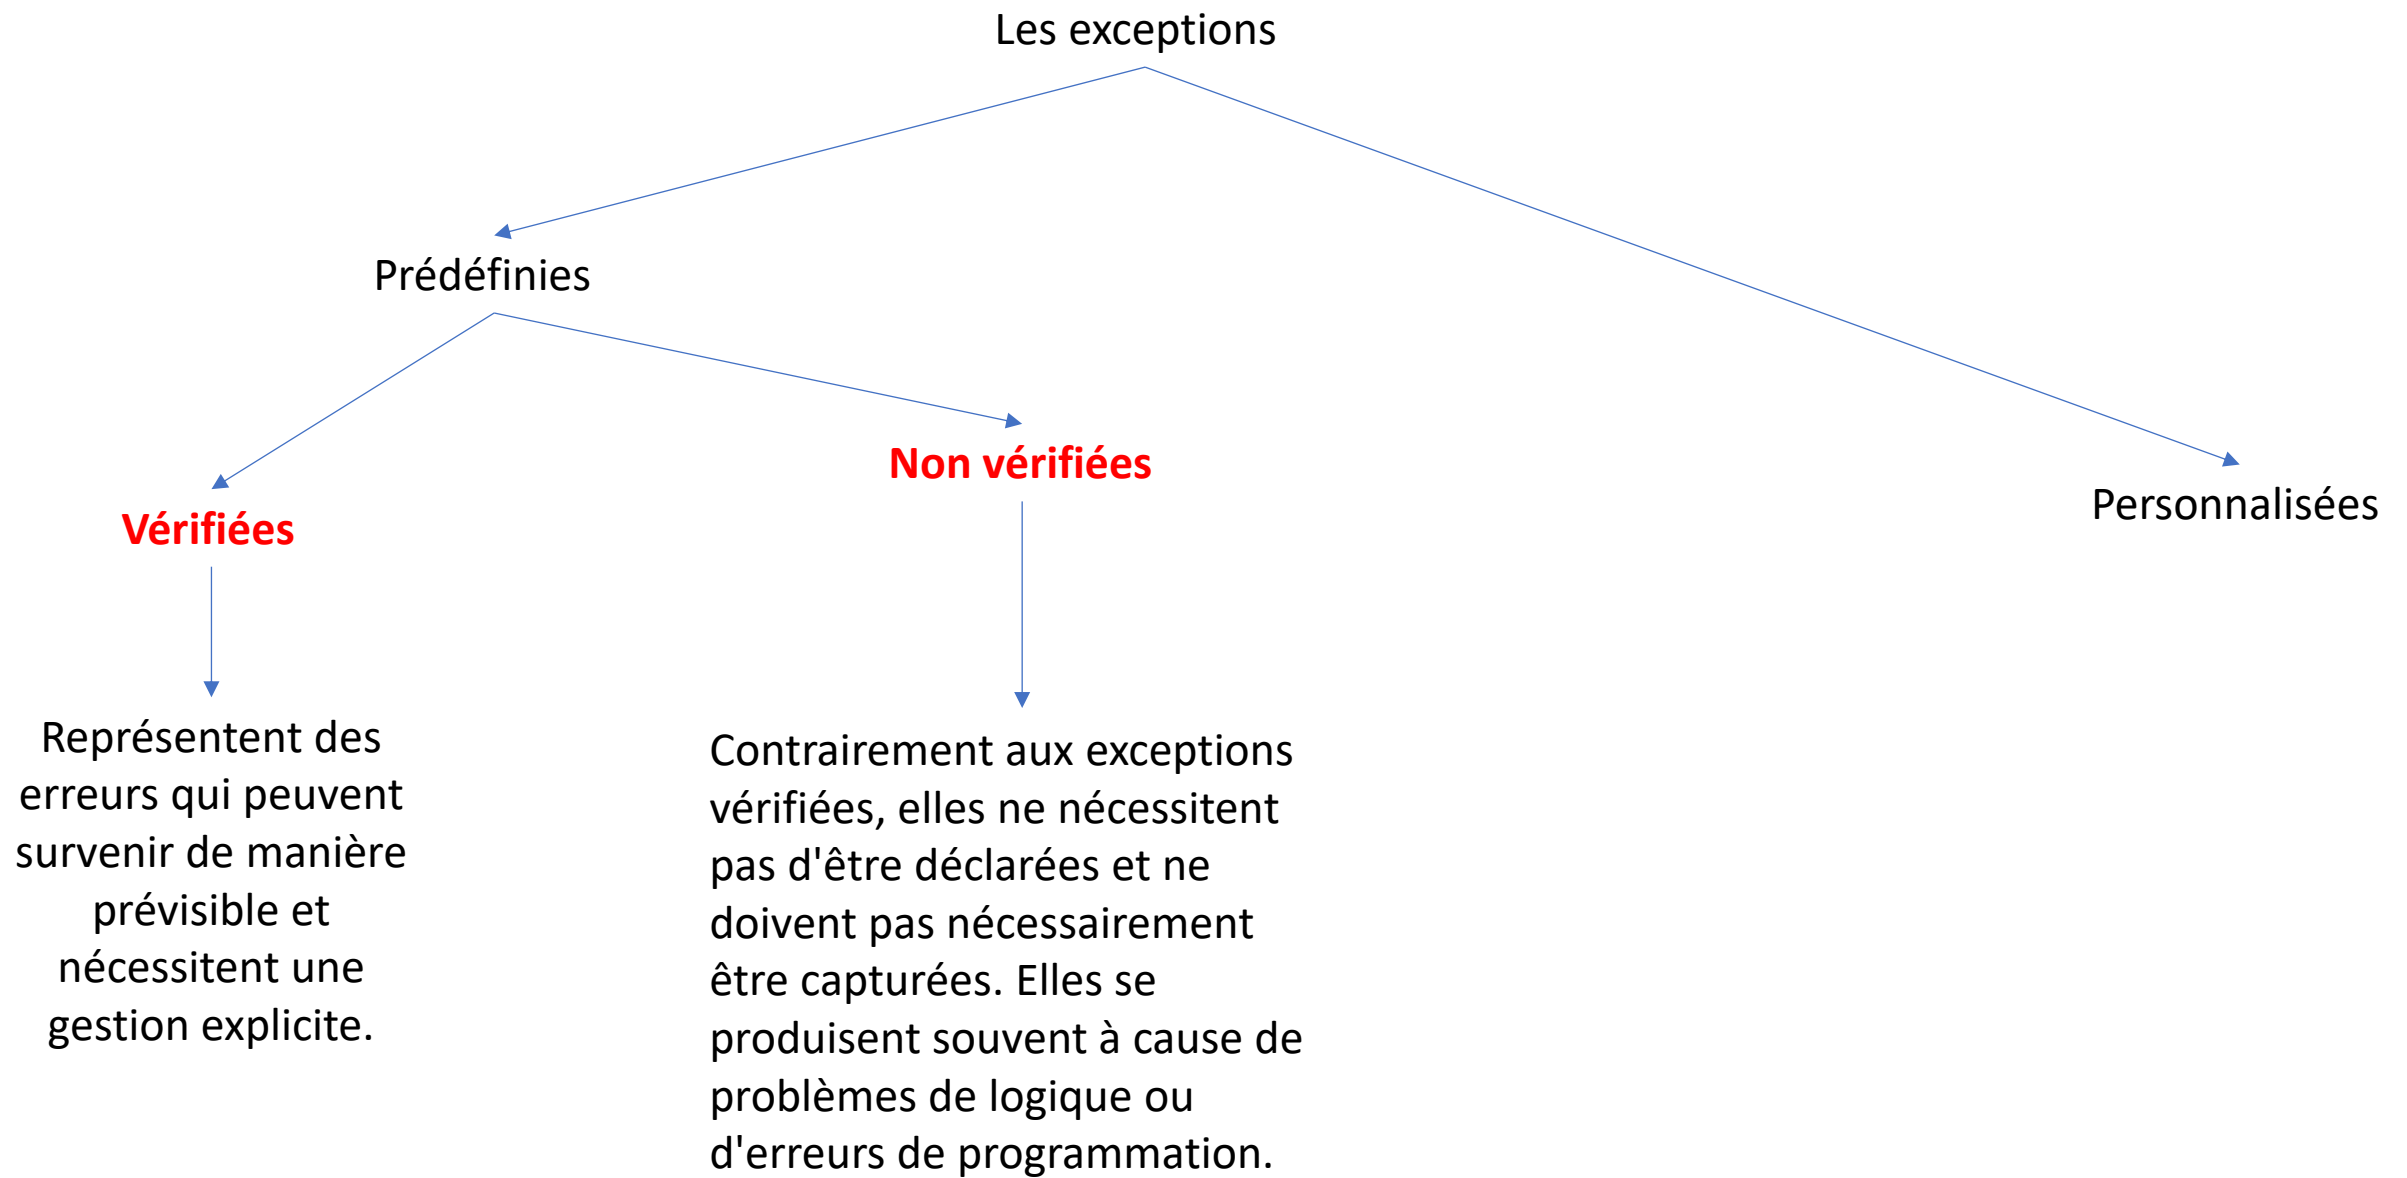 Les exceptions
Prédéfinies
Non vérifiées
Vérifiées
Personnalisées
Représentent des
erreurs qui peuvent
survenir de manière
prévisible et
nécessitent une
gestion explicite.
Contrairement aux exceptions
vérifiées, elles ne nécessitent
pas d'être déclarées et ne
doivent pas nécessairement
être capturées. Elles se
produisent souvent à cause de
problèmes de logique ou
d'erreurs de programmation.